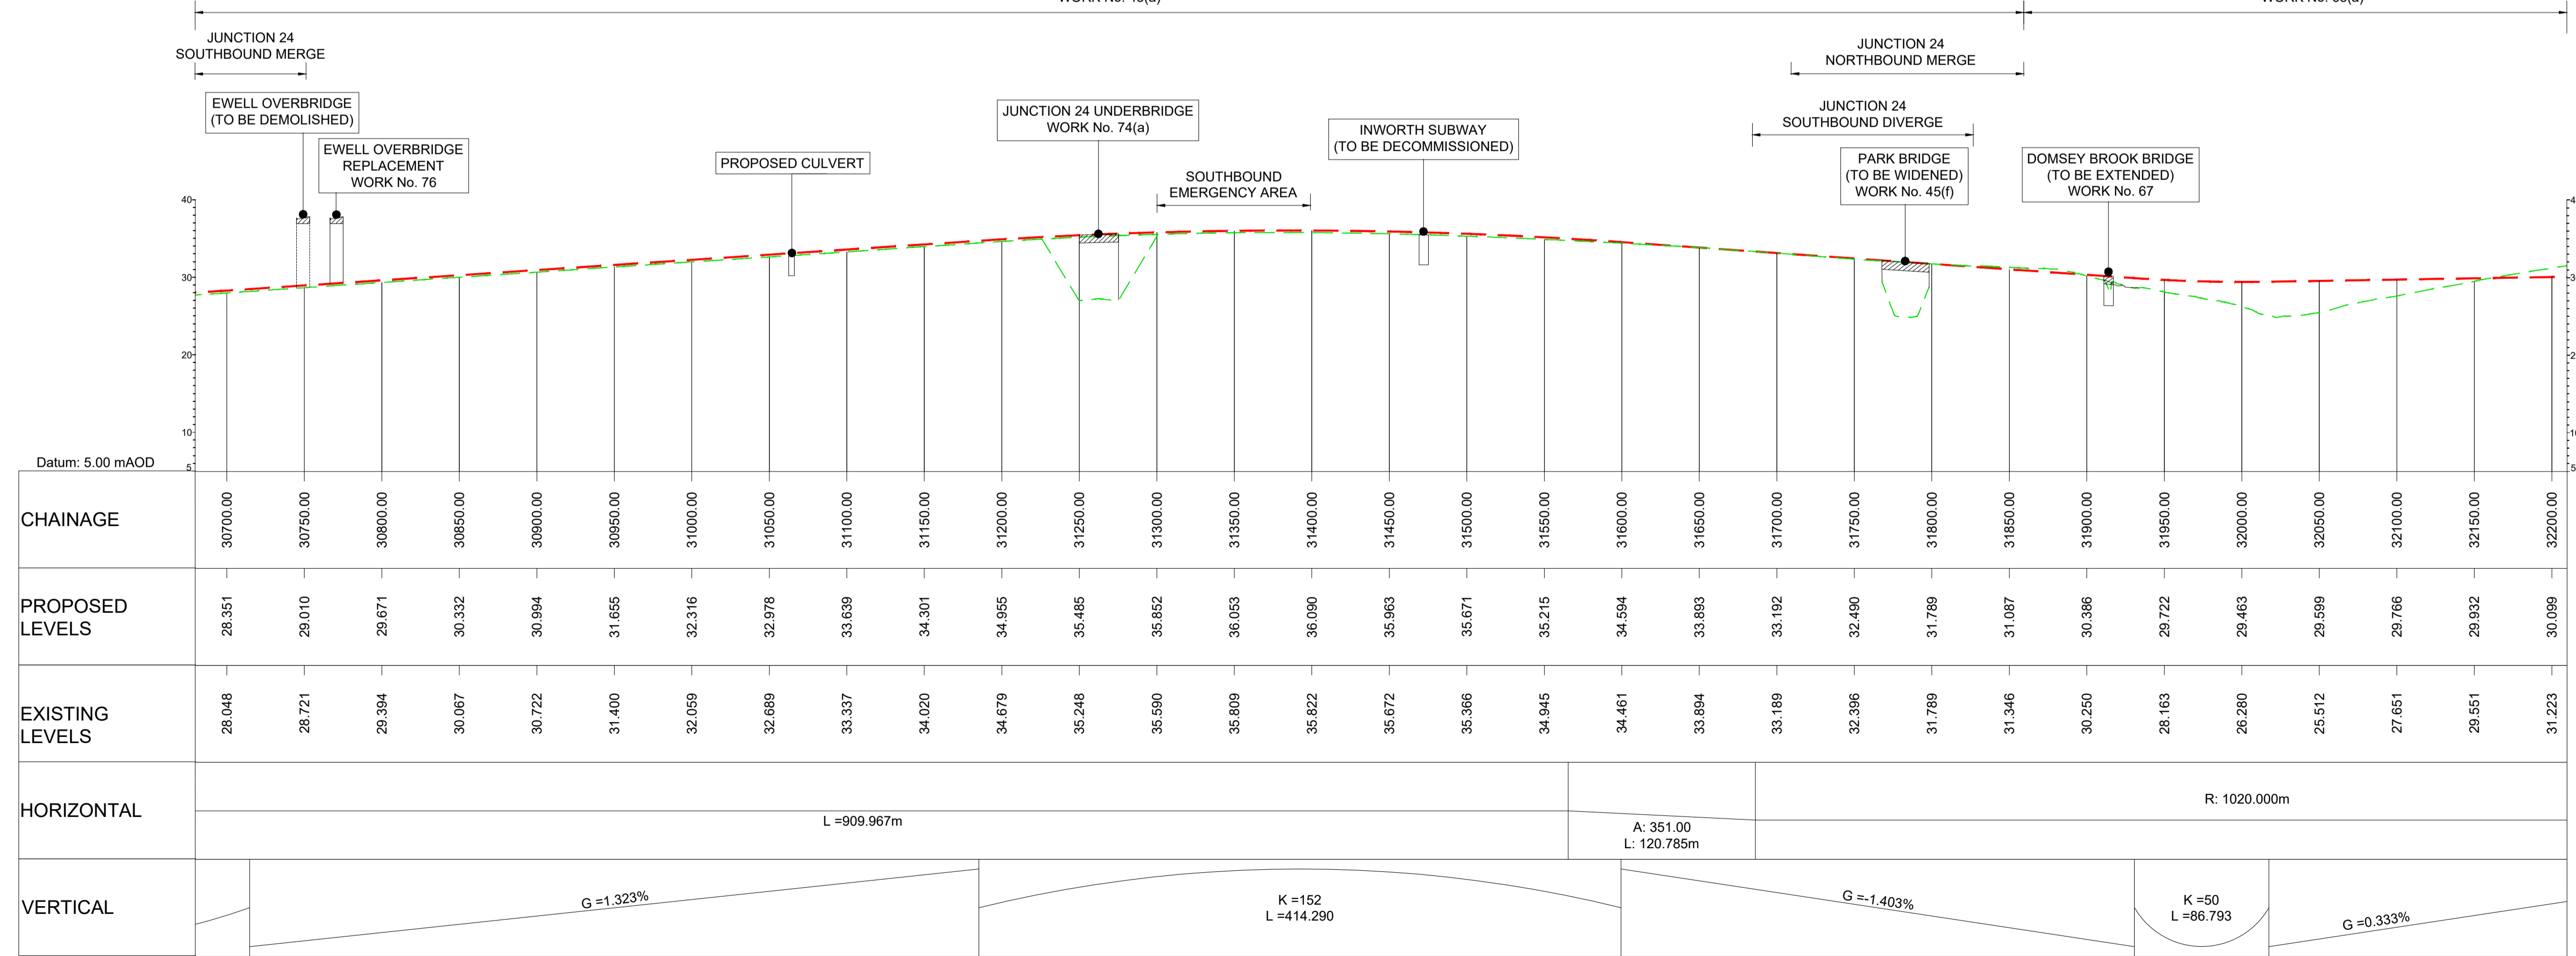 JUNCTION 24
SOUTHBOUND MERGE
JUNCTION 24
NORTHBOUND MERGE
EWELL OVERBRIDGE
(TO BE DEMOLISHED)
JUNCTION 24 UNDERBRIDGE
WORK No. 74(a)
JUNCTION 24
SOUTHBOUND DIVERGE
INWORTH SUBWAY
(TO BE DECOMMISSIONED)
EWELL OVERBRIDGE
REPLACEMENT
WORK No. 76
PROPOSED CULVERT
SOUTHBOUND
EMERGENCY AREA
PARK BRIDGE
(TO BE WIDENED)
WORK No. 45(f)
DOMSEY BROOK BRIDGE
(TO BE EXTENDED)
WORK No. 67
40
30
20
10
5
Datum: 5.00 mAOD
CHAINAGE
30700.00 30750.00 30800.00 30850.00 30900.00 30950.00 31000.00 31050.00 31100.00 31150.00 31200.00 31250.00 31300.00 31350.00 31400.00 31450.00 31500.00 31550.00 31600.00 31650.00 31700.00 31750.00 31800.00 31850.00 31900.00 31950.00 32000.00 32050.00 32100.00 32150.00 32200.00
PROPOSED
LEVELS
28.351 29.010 29.671 30.332 30.994 31.655 32.316 32.978 33.639 34.301 34.955 35.485 35.852 36.053 36.090 35.963 35.671 35.215 34.594 33.893 33.192 32.490 31.789 31.087 30.386 29.722 29.463 29.599 29.766 29.932 30.099
EXISTING
LEVELS
28.048 28.721 29.394 30.067 30.722 31.400 32.059 32.689 33.337 34.020 34.679 35.248 35.590 35.809 35.822 35.672 35.366 34.945 34.461 33.894 33.189 32.396 31.789 31.346 30.250 28.163 26.280 25.512 27.651 29.551 31.223
HORIZONTAL
L =909.967m
A: 351.00
L: 120.785m
R: 1020.000m
VERTICAL
G =1.323%
K =152
L =414.290
G =-1.403%
K =50
L =86.793
G =0.333%